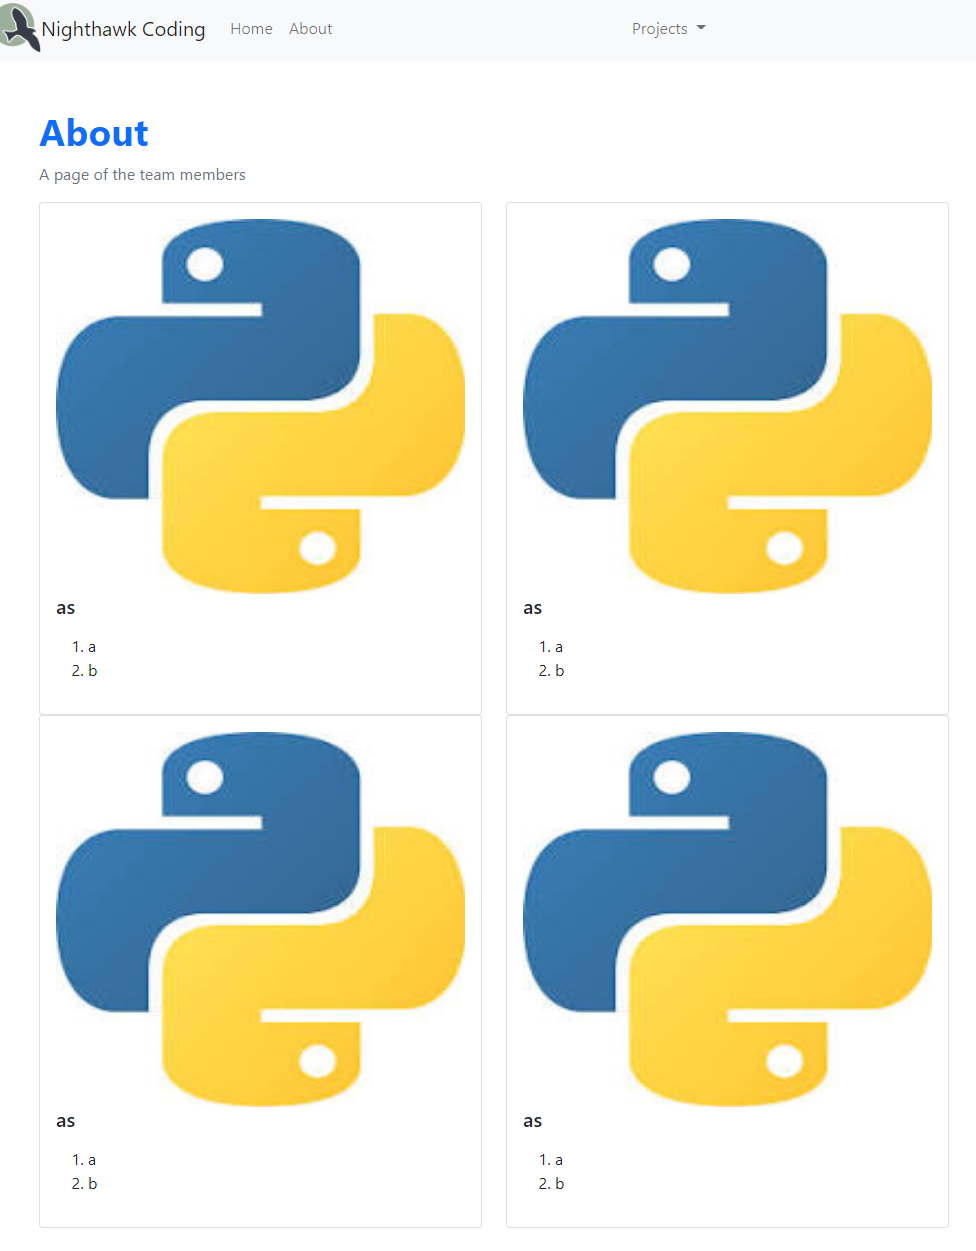 Nighthawk Coding Home About Projects
About
A page of the team members
as
1. a
2. b
as
1. a
2. b
as
1. a
2. b
as
1. a
2. b